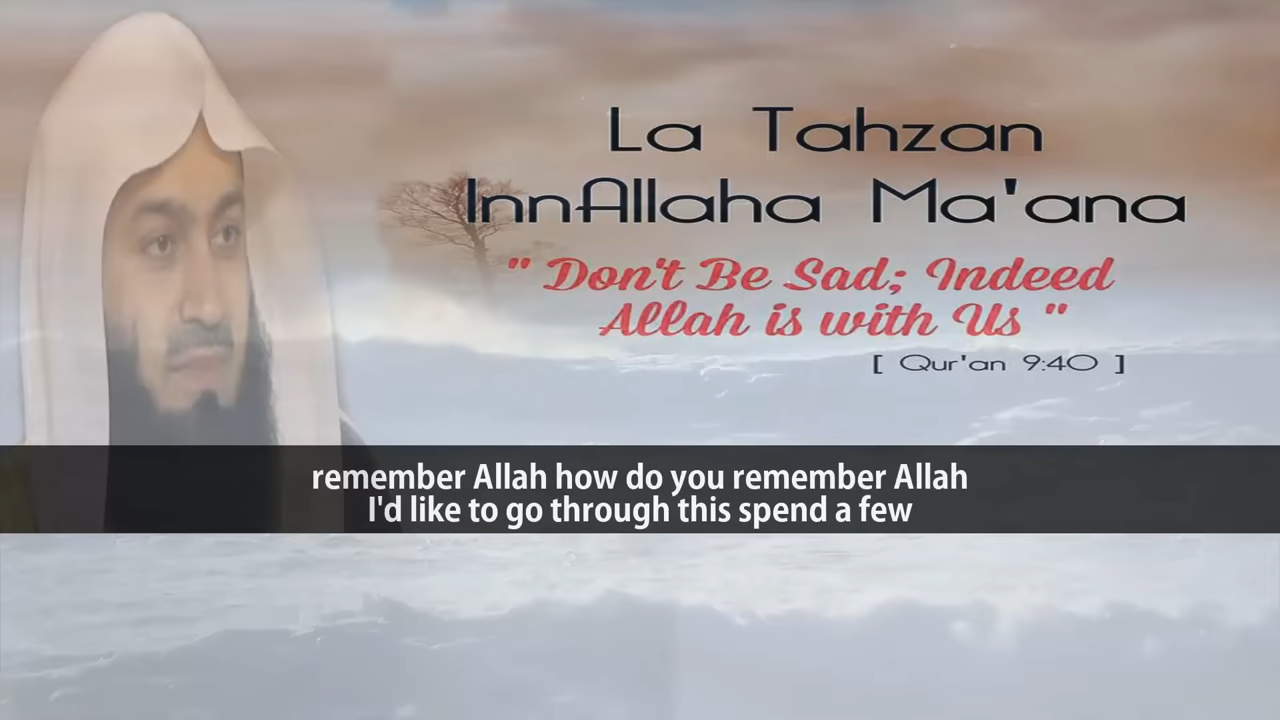 La Tahzan
InnAllaha Ma'ana
" Don't Be Sad; Indeed
Allah is with Us "
[ Qur'an 9:40 ]
remember Allah how do you remember Allah
I'd like to go through this spend a few